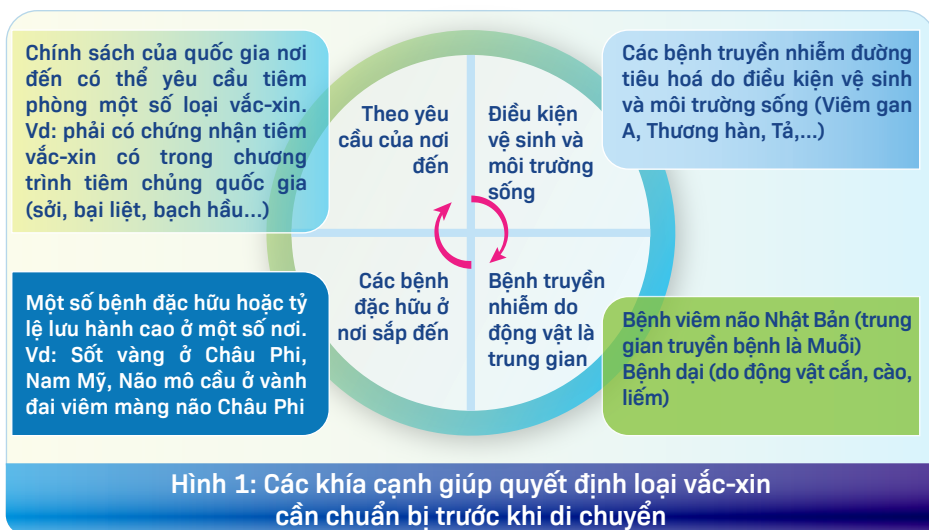 Chính sách của quốc gia nơi
đến có thể yêu cầu tiêm
phòng một số loại vắc-xin.
Vd: phải có chứng nhận tiêm
vắc-xin có trong chương
trình tiêm chủng quốc gia
(sởi, bại liệt, bạch hầu...)
Theo yêu
cầu của nơi
đến
Điều kiện
vệ sinh và
môi trường
sống
Các bệnh truyền nhiễm đường
tiêu hoá do điều kiện vệ sinh
và môi trường sống (Viêm gan
A, Thương hàn, Tả,...)
Một số bệnh đặc hữu hoặc tỷ
lệ lưu hành cao ở một số nơi.
Vd: Sốt vàng ở Châu Phi,
Nam Mỹ, Não mô cầu ở vành
đai viêm màng não Châu Phi
Các bệnh
đặc hữu ở
nơi sắp đến
Bệnh truyền
nhiễm do
động vật là
trung gian
Bệnh viêm não Nhật Bản (trung
gian truyền bệnh là Muỗi)
Bệnh dại (do động vật cắn, cào,
liếm)
Hình 1: Các khía cạnh giúp quyết định loại vắc-xin
cần chuẩn bị trước khi di chuyển